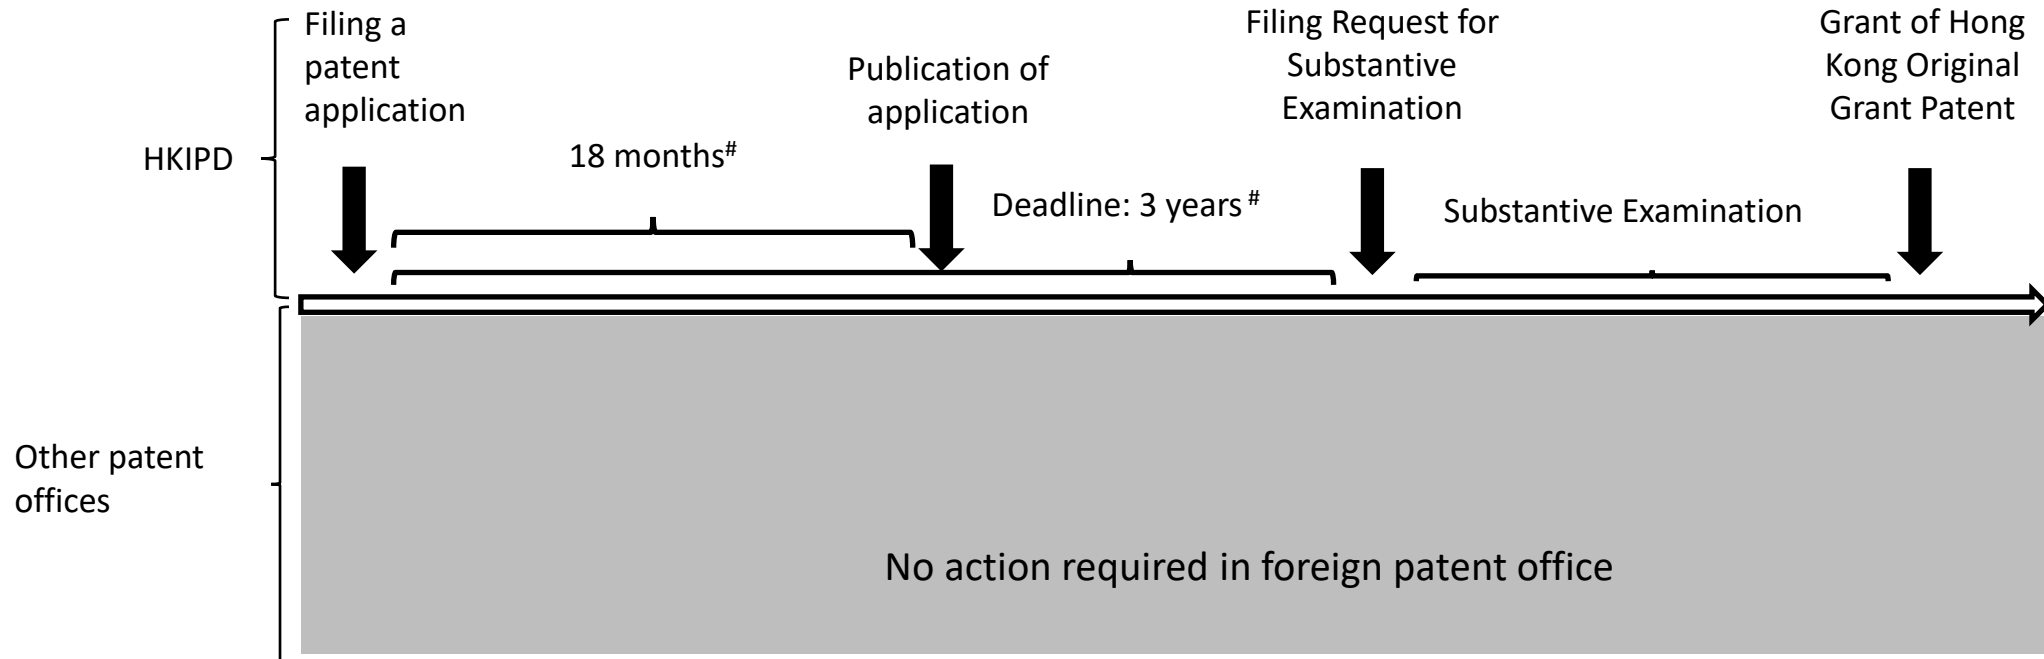 Filing a
patent
application
Publication of
application
Filing Request for
Substantive
Examination
Grant of Hong
Kong Original
Grant Patent
HKIPD
18 months#
Deadline: 3 years #
Substantive Examination
Other patent
offices
No action required in foreign patent office